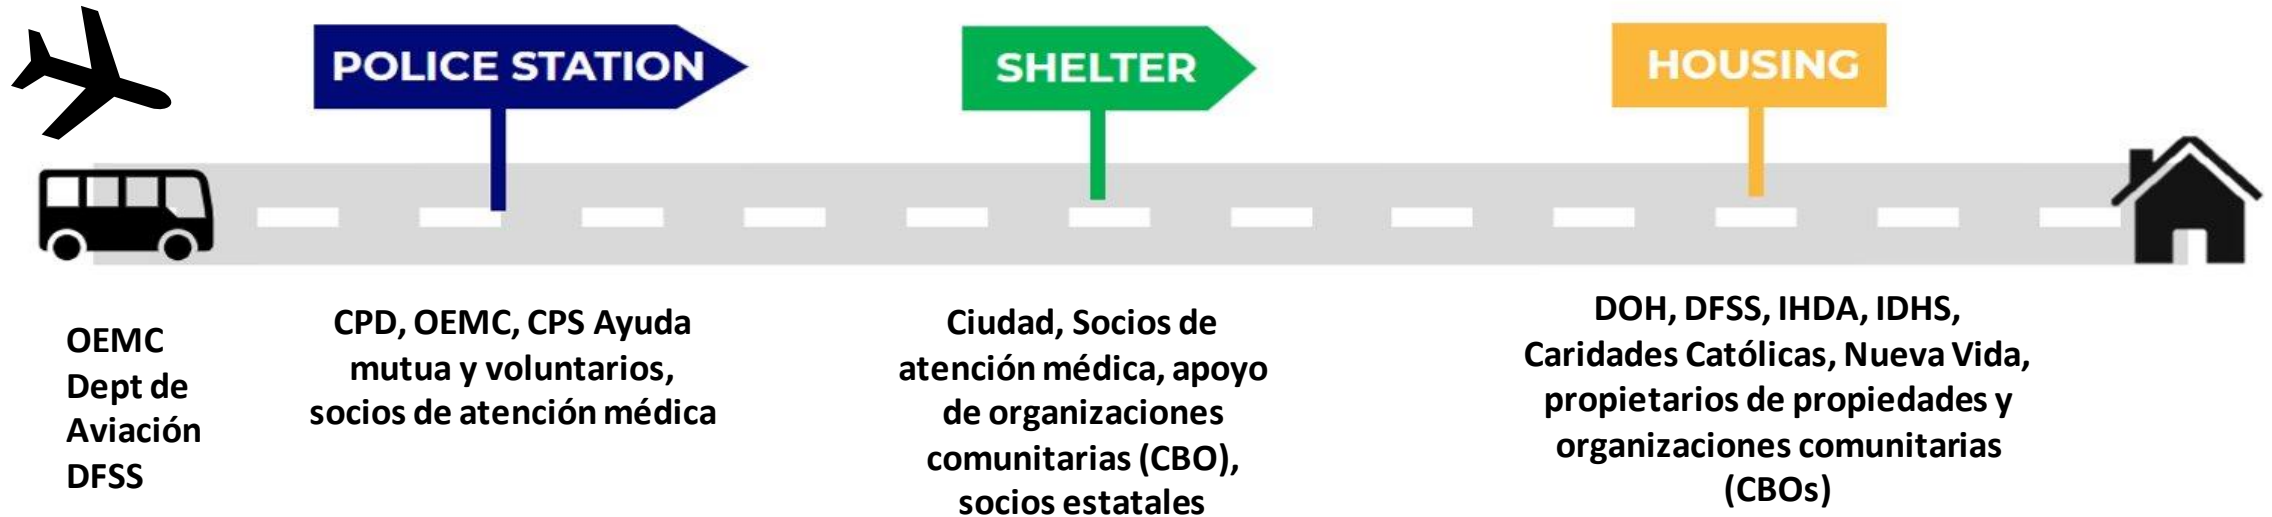 POLICE STATION
SHELTER
HOUSING
OEMC
Dept de
Aviación
DFSS
CPD, OEMC, CPS Ayuda
mutua y voluntarios,
socios de atención médica
Ciudad, Socios de
atención médica, apoyo
de organizaciones
comunitarias (CBO),
socios estatales
DOH, DFSS, IHDA, IDHS,
Caridades Católicas, Nueva Vida,
propietarios de propiedades y
organizaciones comunitarias
(CBOs)